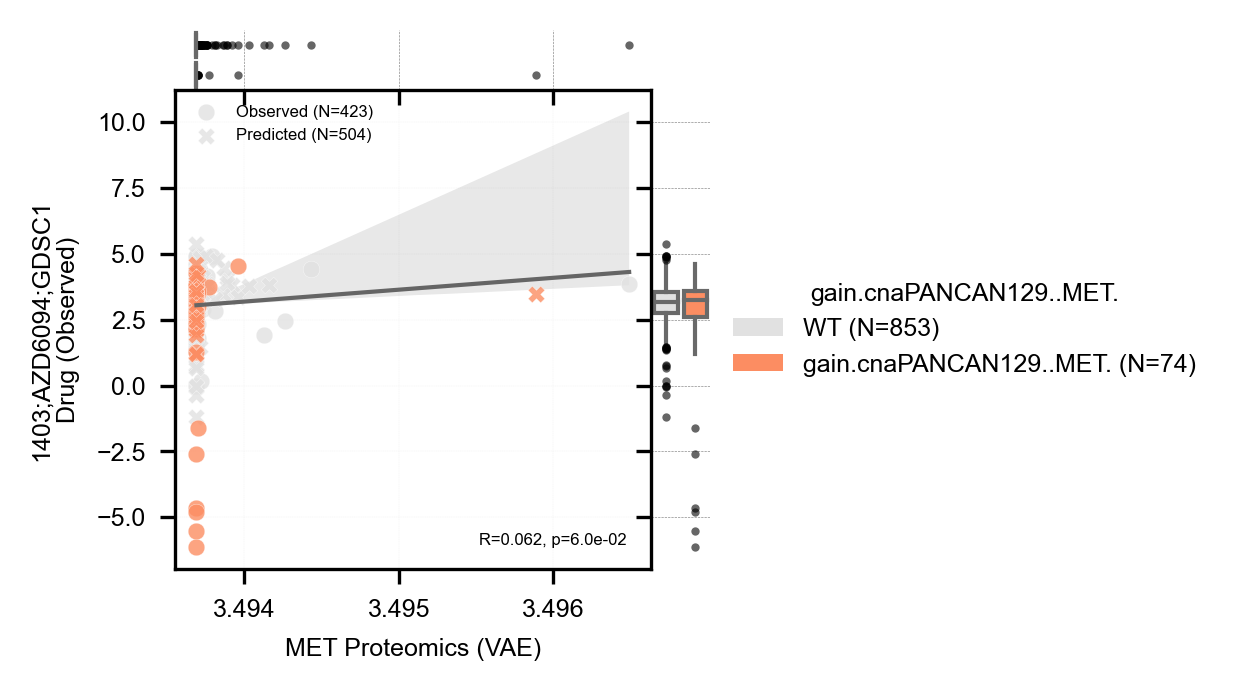 Observed (N=423)
Predicted (N=504)
10.0
7.5
5.0
2.5
0.0
−2.5
−5.0
1403;AZD6094;GDSC1
Drug (Observed)
R=0.062, p=6.0e-02
3.494
3.495
3.496
MET Proteomics (VAE)
gain.cnaPANCAN129..MET.
WT (N=853)
gain.cnaPANCAN129..MET. (N=74)